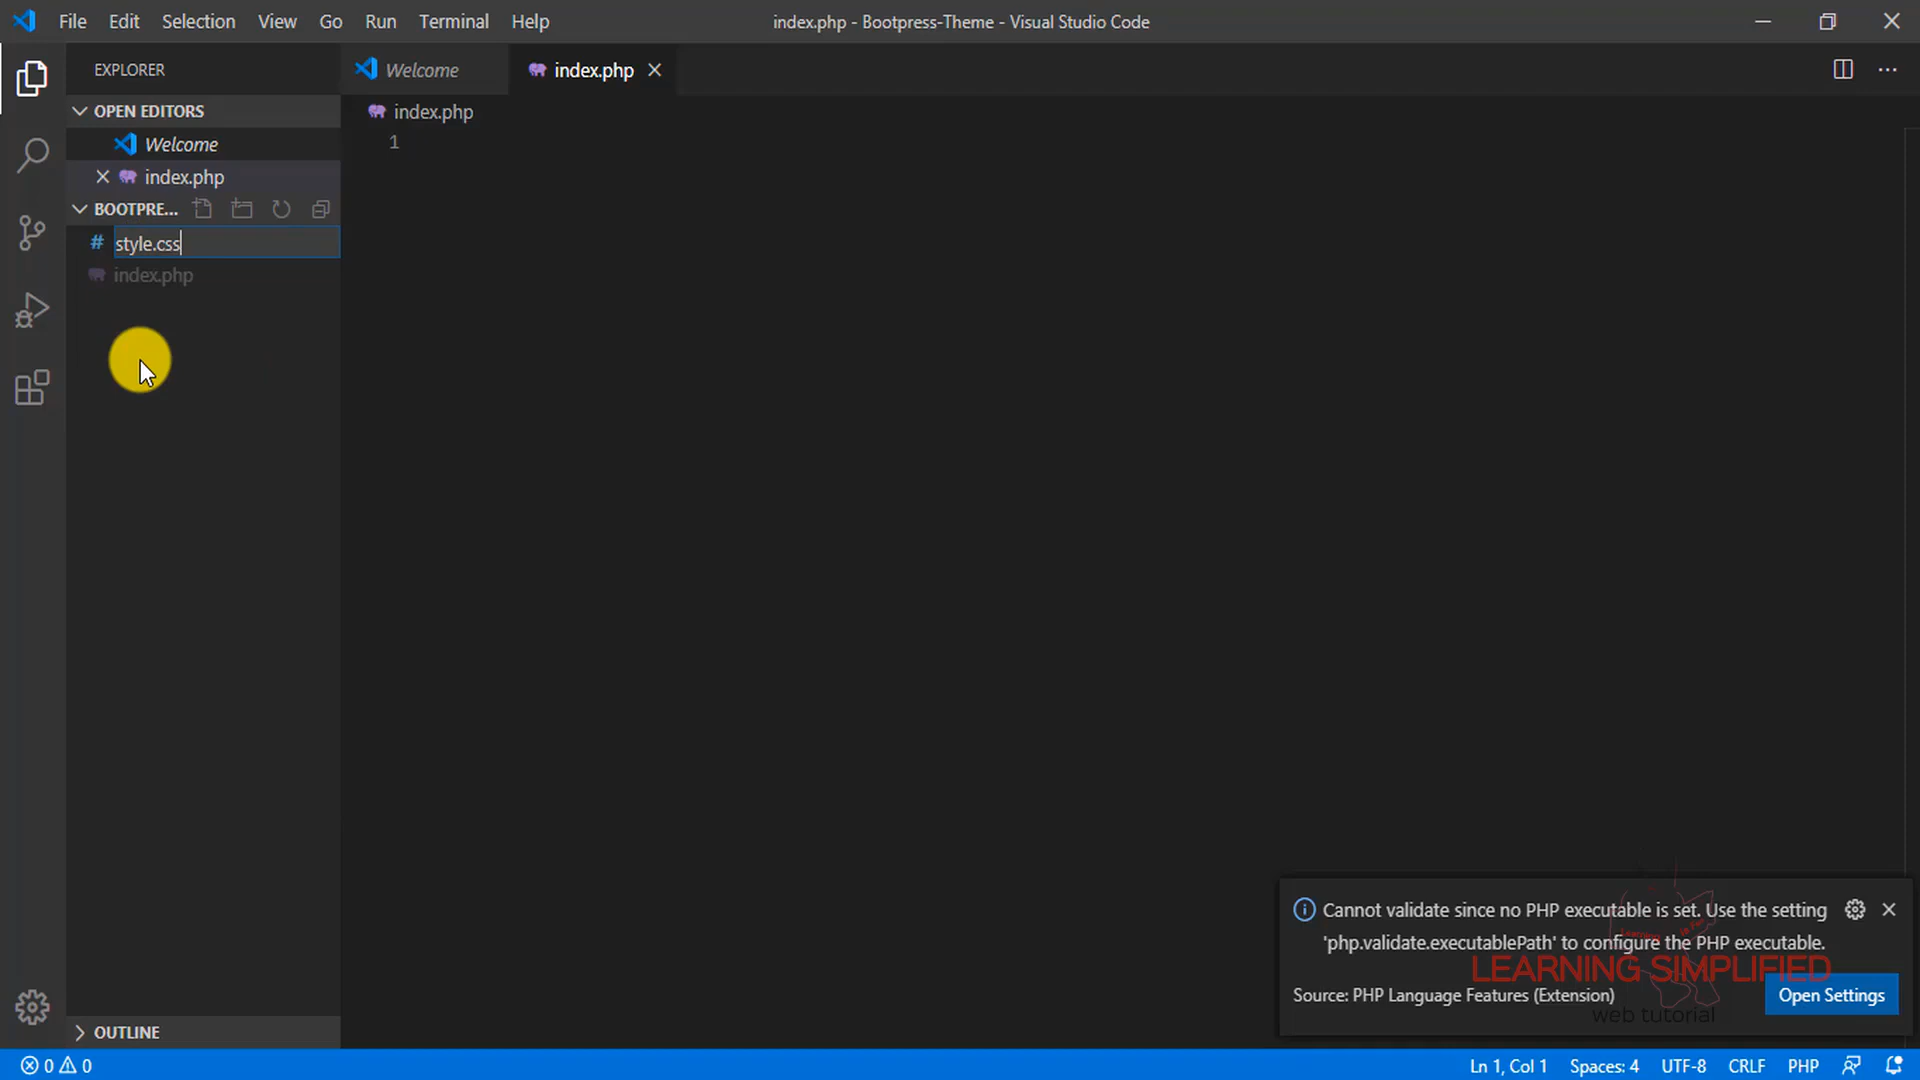 File Edit Selection View Go Run Terminal Help
index.php - Bootpress-Theme - Visual Studio Code
EXPLORER
Welcome
index.php
OPEN EDITORS
index.php
1
Welcome
index.php
BOOTPRE...
style.css
index.php
Cannot validate since no PHP executable is set. Use the setting
'php.validate.executablePath' to configure the PHP executable.
LEARNING SIMPLIFIED
Source: PHP Language Features (Extension)
Open Settings
web tutorial
OUTLINE
0 0
Ln 1, Col 1 Spaces: 4 UTF-8 CRLF PHP